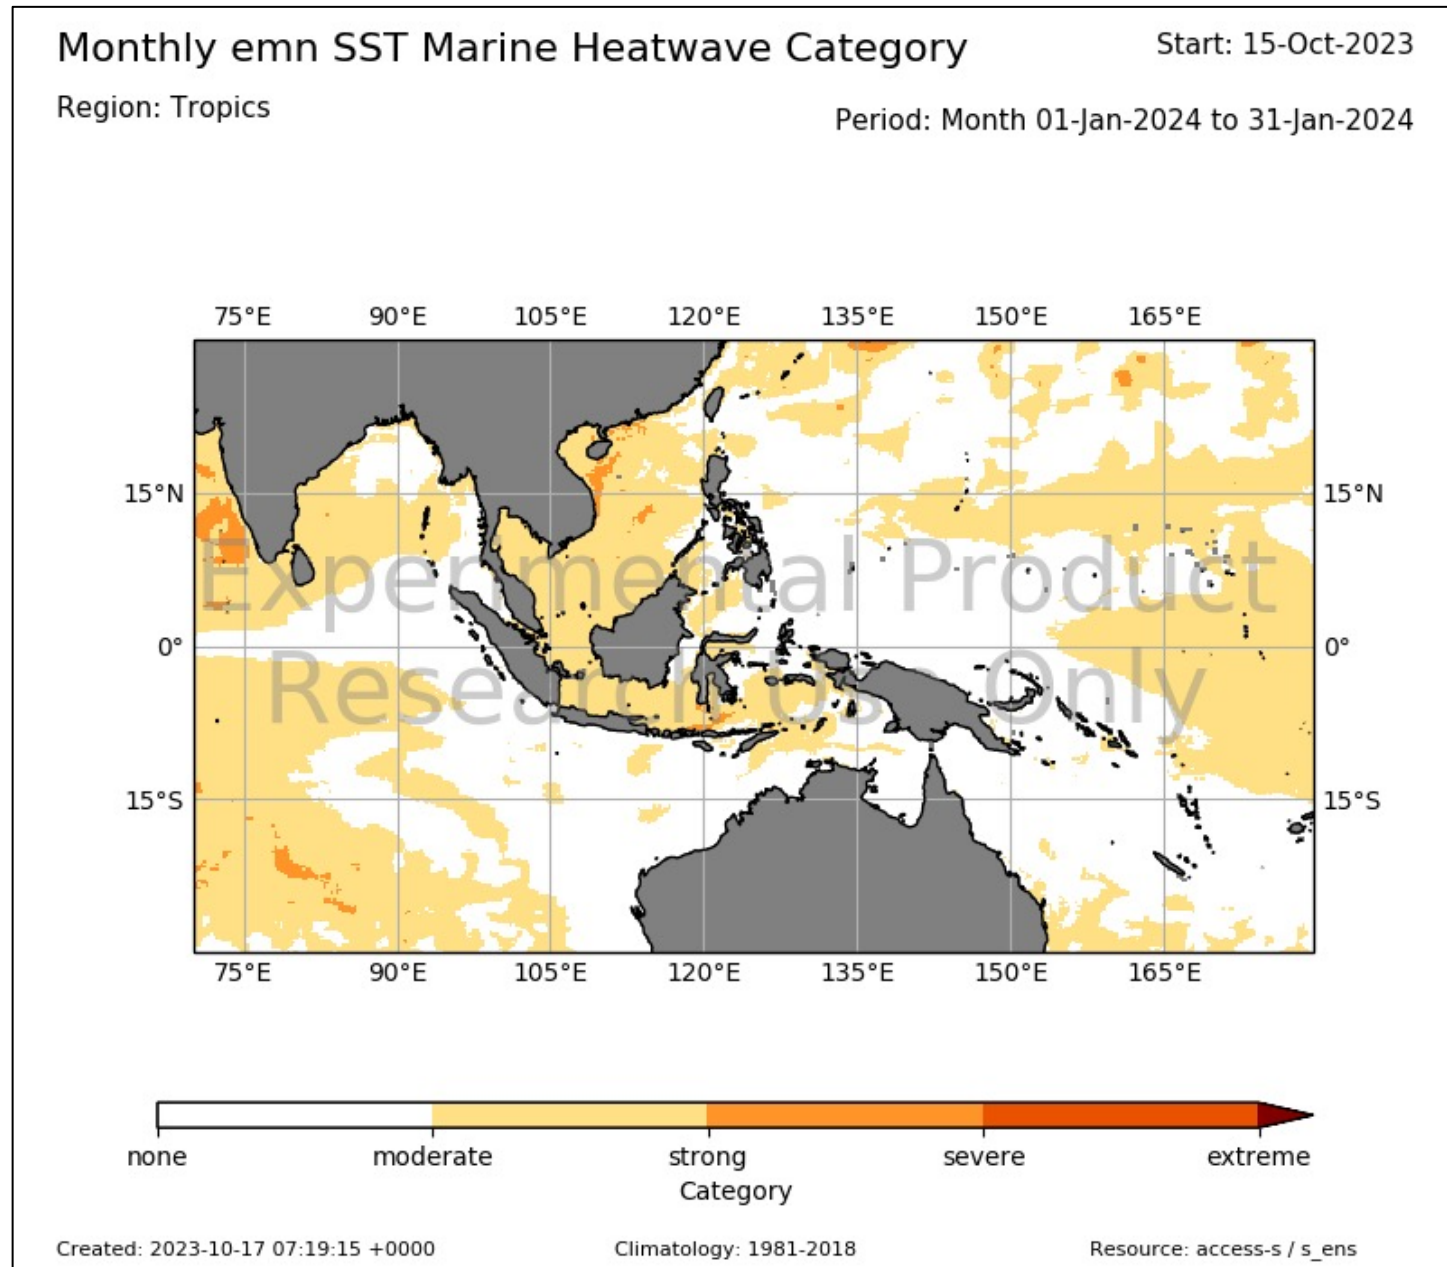 Monthly emn SST Marine Heatwave Category
Start: 15-Oct-2023
Region: Tropics
Period: Month 01-Jan-2024 to 31-Jan-2024
75°E 90°E 105°E 120°E 135°E 150°E 165°E
15°N 15°N
Experimental Product
0° 0°
Research Use Only
15°S 15°S
75°E 90°E 105°E 120°E 135°E 150°E 165°E
none moderate strong severe extreme
Category
Created: 2023-10-17 07:19:15 +0000 Climatology: 1981-2018 Resource: access-s / s_ens